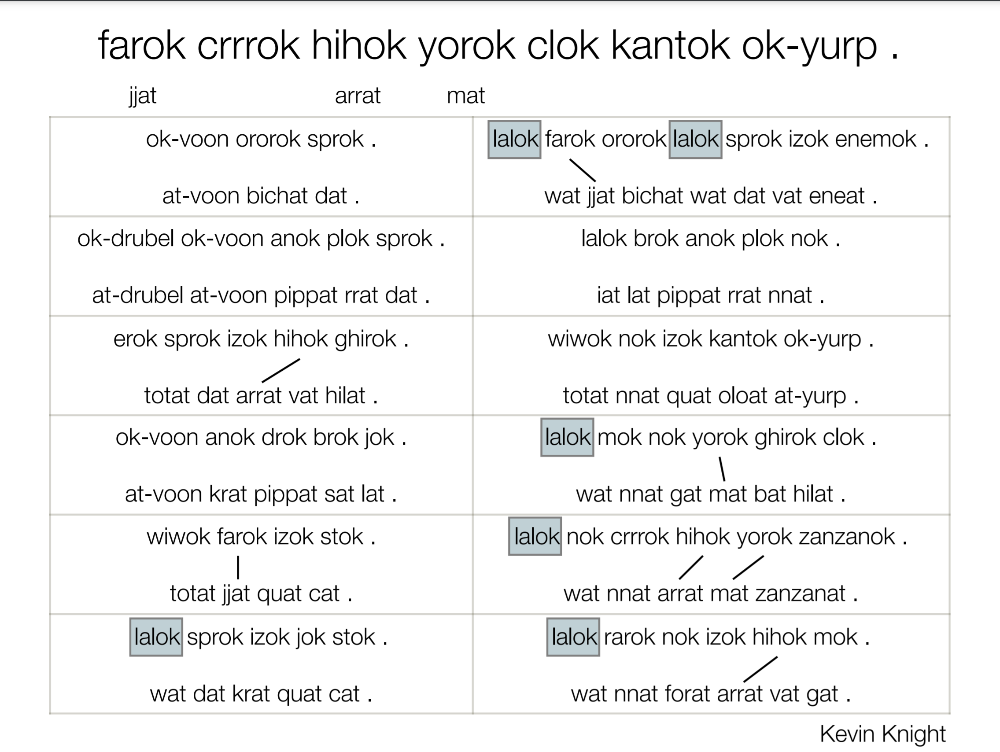 farok crrrok hihok yorok clok kantok ok-yurp .
jjat arrat mat
ok-voon ororok sprok .
at-voon bichat dat .
lalok farok ororok lalok sprok izok enemok .
wat jjat bichat wat dat vat eneat .
ok-drubel ok-voon anok plok sprok .
at-drubel at-voon pippat rrat dat .
lalok brok anok plok nok .
iat lat pippat rrat nnat .
erok sprok izok hihok ghirok .
totat dat arrat vat hilat .
wiwok nok izok kantok ok-yurp .
totat nnat quat oloat at-yurp .
ok-voon anok drok brok jok .
at-voon krat pippat sat lat .
lalok mok nok yorok ghirok clok .
wat nnat gat mat bat hilat .
wiwok farok izok stok .
totat jjat quat cat .
lalok nok crrrok hihok yorok zanzanok .
wat nnat arrat mat zanzanat .
lalok sprok izok jok stok .
wat dat krat quat cat .
lalok rarok nok izok hihok mok .
wat nnat forat arrat vat gat .
Kevin Knight